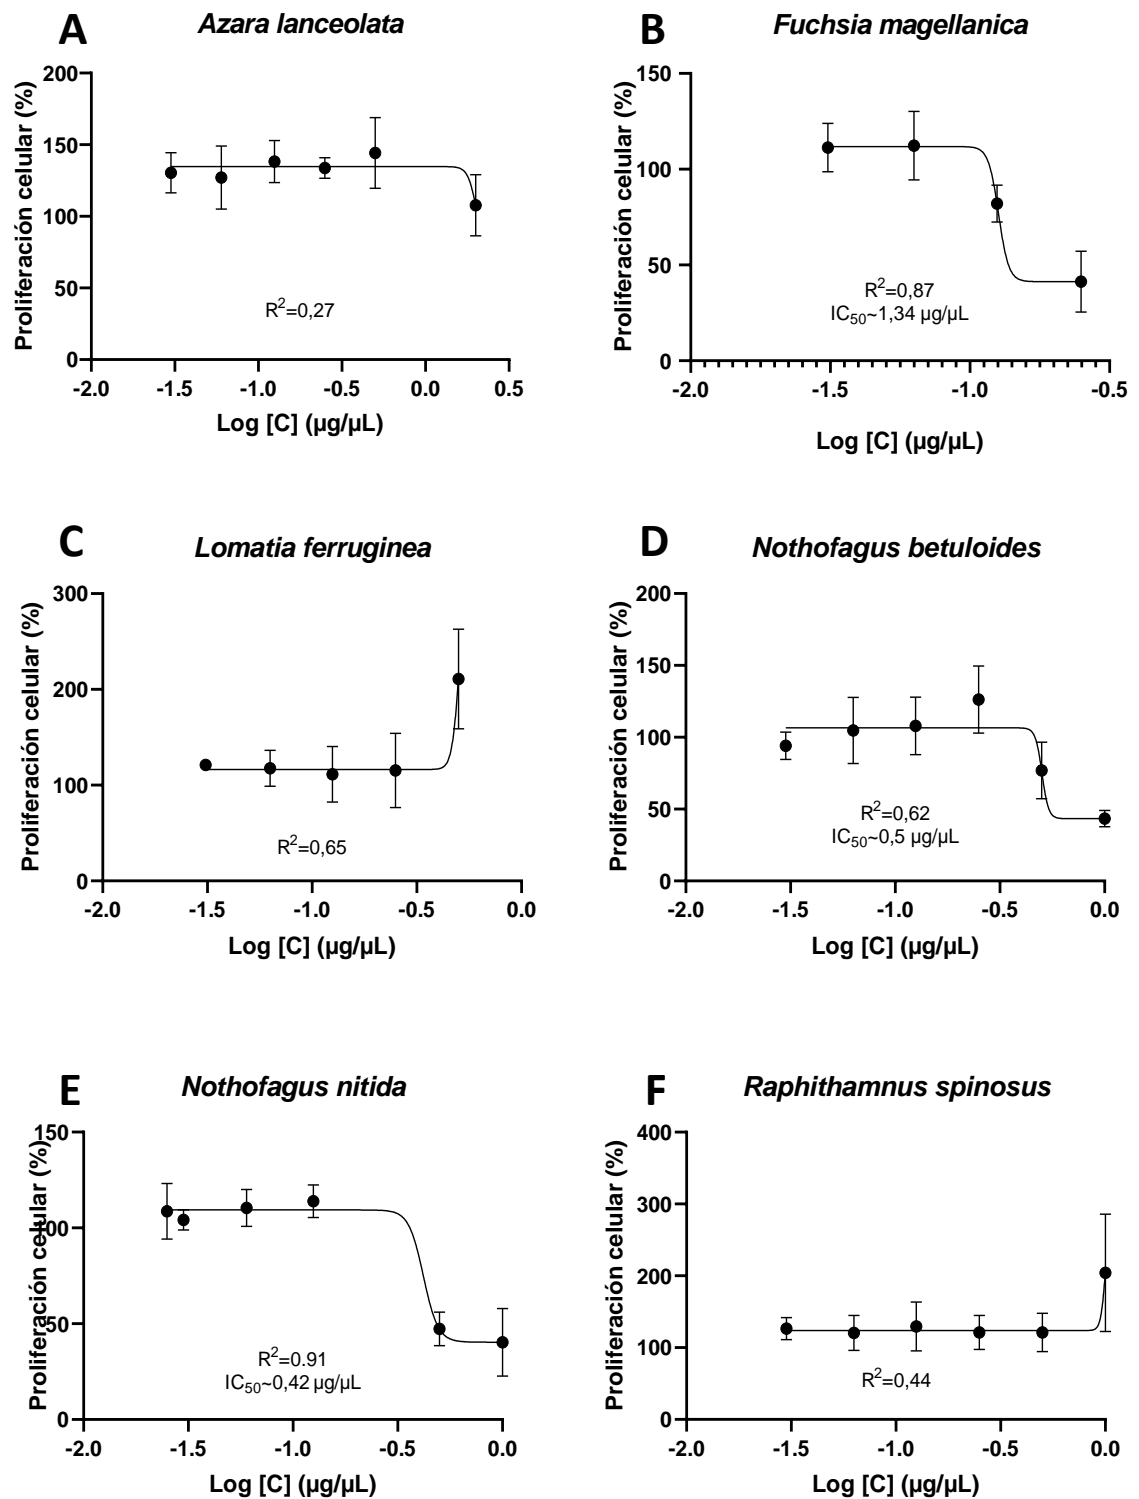 A
Azara lanceolata
Proliferación celular (%)
200
150
100
50
0
R2=0,27
-2.0 -1.5 -1.0 -0.5 0.0 0.5
Log [C] (µg/µL)
B
Fuchsia magellanica
Proliferación celular (%)
150
100
50
0
R2=0,87
IC50~1,34 µg/µL
-2.0 -1.5 -1.0 -0.5
Log [C] (µg/µL)
C
Lomatia ferruginea
Proliferación celular (%)
300
200
100
0
R2=0,65
-2.0 -1.5 -1.0 -0.5 0.0
Log [C] (µg/µL)
D
Nothofagus betuloides
Proliferación celular (%)
200
150
100
50
0
R2=0,62
IC50~0,5 µg/µL
-2.0 -1.5 -1.0 -0.5 0.0
Log [C] (µg/µL)
E
Nothofagus nitida
Proliferación celular (%)
150
100
50
0
R2=0.91
IC50~0,42 µg/µL
-2.0 -1.5 -1.0 -0.5 0.0
Log [C] (µg/µL)
F
Raphithamnus spinosus
Proliferación celular (%)
400
300
200
100
0
R2=0,44
-2.0 -1.5 -1.0 -0.5 0.0
Log [C] (µg/µL)